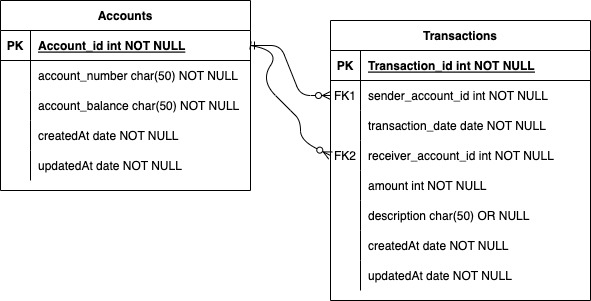 Accounts
PK Account_id int NOT NULL
account_number char(50) NOT NULL
account_balance char(50) NOT NULL
createdAt date NOT NULL
updatedAt date NOT NULL
Transactions
PK Transaction_id int NOT NULL
FK1 sender_account_id int NOT NULL
transaction_date date NOT NULL
FK2 receiver_account_id int NOT NULL
amount int NOT NULL
description char(50) OR NULL
createdAt date NOT NULL
updatedAt date NOT NULL